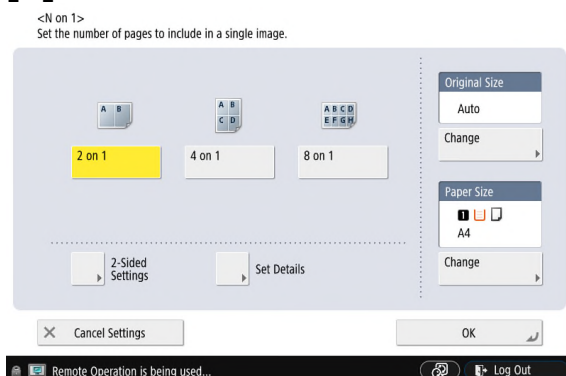 <N on 1>
Set the number of pages to include in a single image.
A B
A B
C D
A B C D
E F G H
2 on 1
4 on 1
8 on 1
Original Size
Auto
Change
Paper Size
1
A4
Change
2-Sided
Settings
Set Details
Cancel Settings
OK
Remote Operation is being used...
Log Out